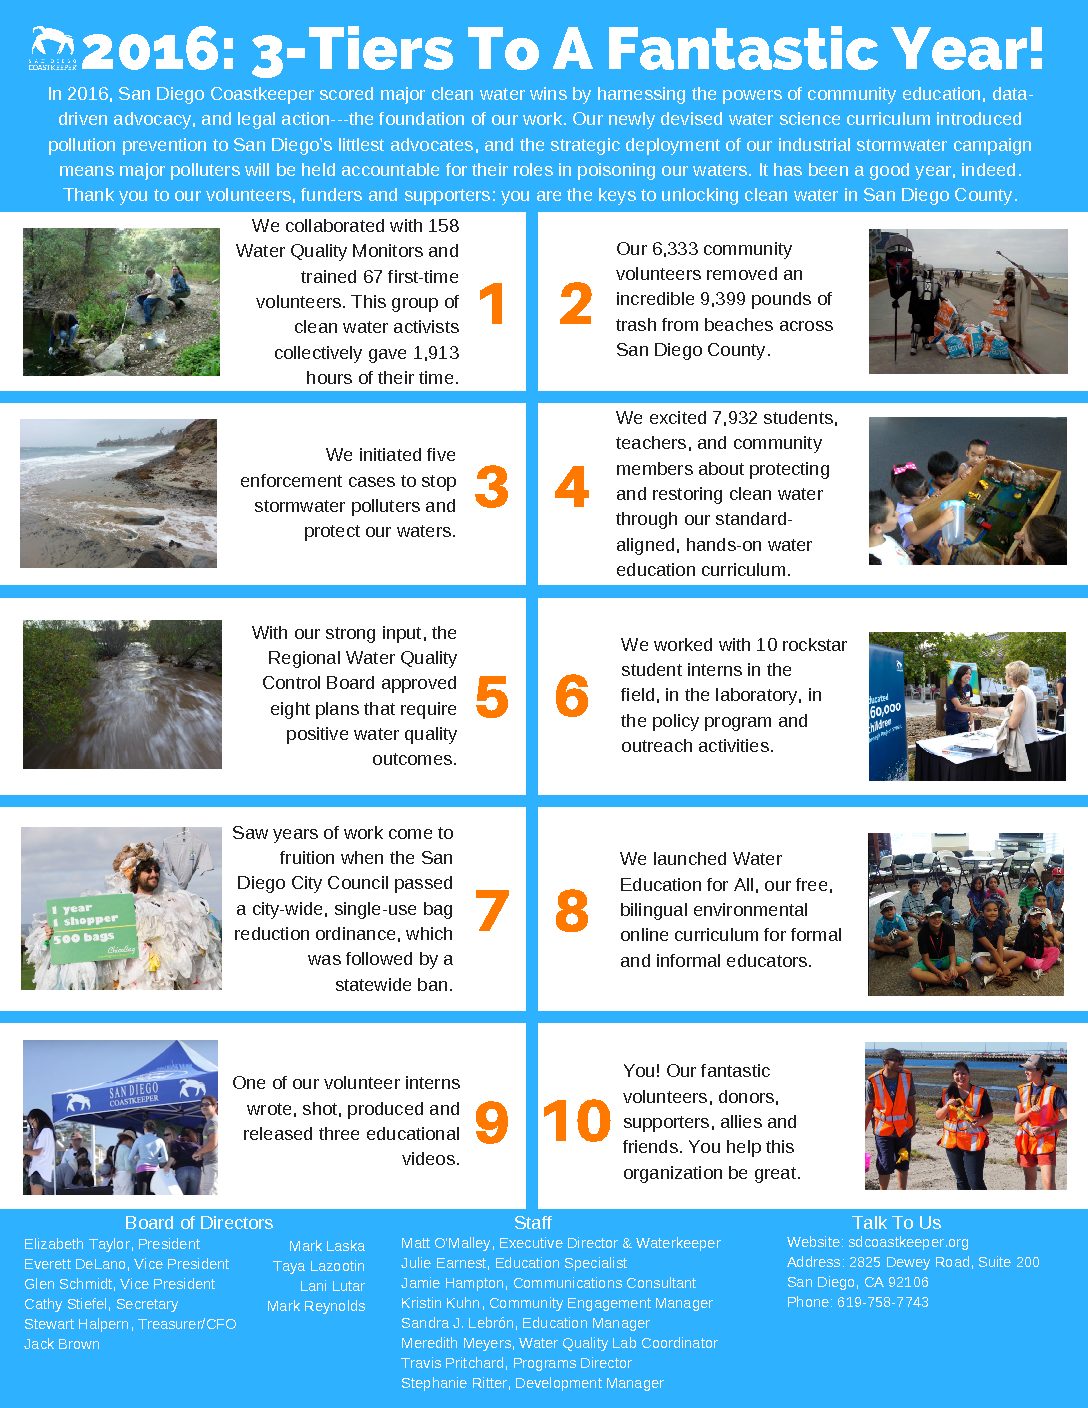 SAN DIEGO
COASTKEEPER
2016: 3-Tiers To A Fantastic Year!
In 2016, San Diego Coastkeeper scored major clean water wins by harnessing the powers of community education, data-
driven advocacy, and legal action---the foundation of our work. Our newly devised water science curriculum introduced
pollution prevention to San Diego's littlest advocates, and the strategic deployment of our industrial stormwater campaign
means major polluters will be held accountable for their roles in poisoning our waters. It has been a good year, indeed.
Thank you to our volunteers, funders and supporters: you are the keys to unlocking clean water in San Diego County.
We collaborated with 158
Water Quality Monitors and
trained 67 first-time
volunteers. This group of
clean water activists
collectively gave 1,913
hours of their time.
1
2
Our 6,333 community
volunteers removed an
incredible 9,399 pounds of
trash from beaches across
San Diego County.
We initiated five
enforcement cases to stop
stormwater polluters and
protect our waters.
3
4
We excited 7,932 students,
teachers, and community
members about protecting
and restoring clean water
through our standard-
aligned, hands-on water
education curriculum.
With our strong input, the
Regional Water Quality
Control Board approved
eight plans that require
positive water quality
outcomes.
5
6
We worked with 10 rockstar
student interns in the
field, in the laboratory, in
the policy program and
outreach activities.
ducated
60,000
children
1 year
1 shopper
500 bags
Saw years of work come to
fruition when the San
Diego City Council passed
a city-wide, single-use bag
reduction ordinance, which
was followed by a
statewide ban.
7
8
We launched Water
Education for All, our free,
bilingual environmental
online curriculum for formal
and informal educators.
SAN DIEGO
COASTKEEPER
One of our volunteer interns
wrote, shot, produced and
released three educational
videos.
9
10
You! Our fantastic
volunteers, donors,
supporters, allies and
friends. You help this
organization be great.
Board of Directors
Elizabeth Taylor, President
Everett DeLano, Vice President
Glen Schmidt, Vice President
Cathy Stiefel, Secretary
Stewart Halpern, Treasurer/CFO
Jack Brown
Mark Laska
Taya Lazootin
Lani Lutar
Mark Reynolds
Staff
Matt O'Malley, Executive Director & Waterkeeper
Julie Earnest, Education Specialist
Jamie Hampton, Communications Consultant
Kristin Kuhn, Community Engagement Manager
Sandra J. Lebrón, Education Manager
Meredith Meyers, Water Quality Lab Coordinator
Travis Pritchard, Programs Director
Stephanie Ritter, Development Manager
Talk To Us
Website: sdcoastkeeper.org
Address: 2825 Dewey Road, Suite 200
San Diego, CA 92106
Phone: 619-758-7743